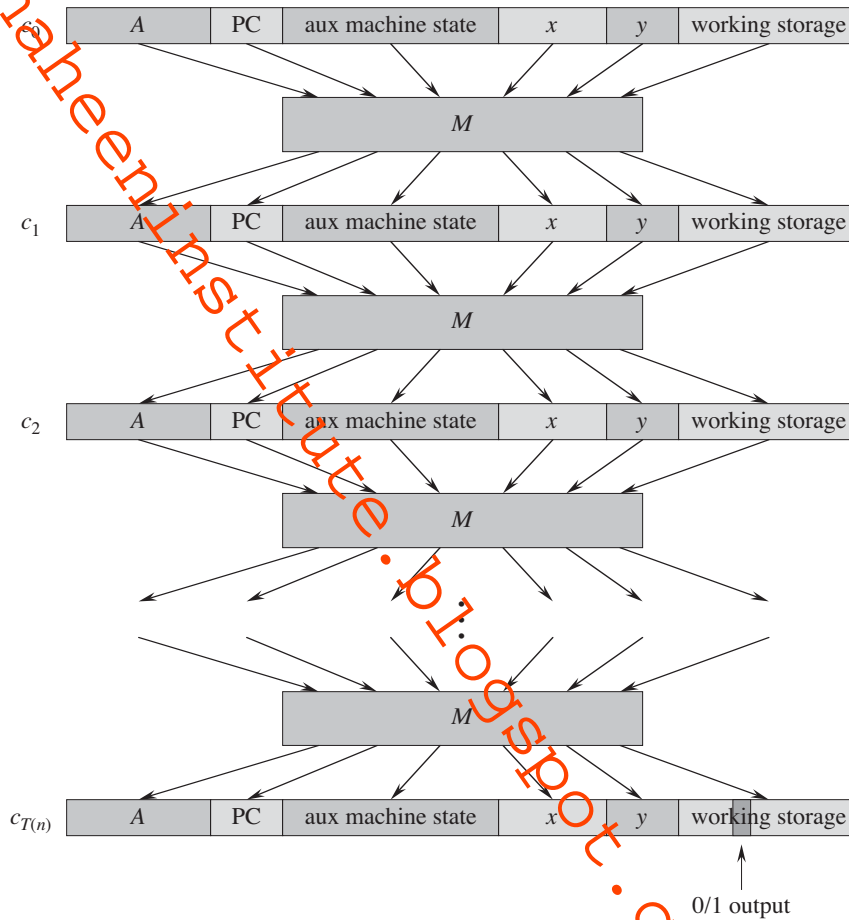 c0 A PC aux machine state x y working storage
M
c1 A PC aux machine state x y working storage
M
c2 A PC aux machine state x y working storage
M
M
cT(n) A PC aux machine state x y working storage
0/1 output
naheeninstitute.blogspot.c